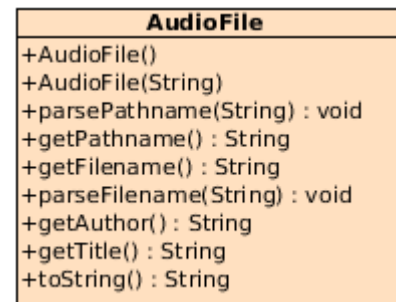 AudioFile
+AudioFile()
+AudioFile(String)
+parsePathname(String) : void
+getPathname() : String
+getFilename() : String
+parseFilename(String) : void
+getAuthor() : String
+getTitle() : String
+toString() : String